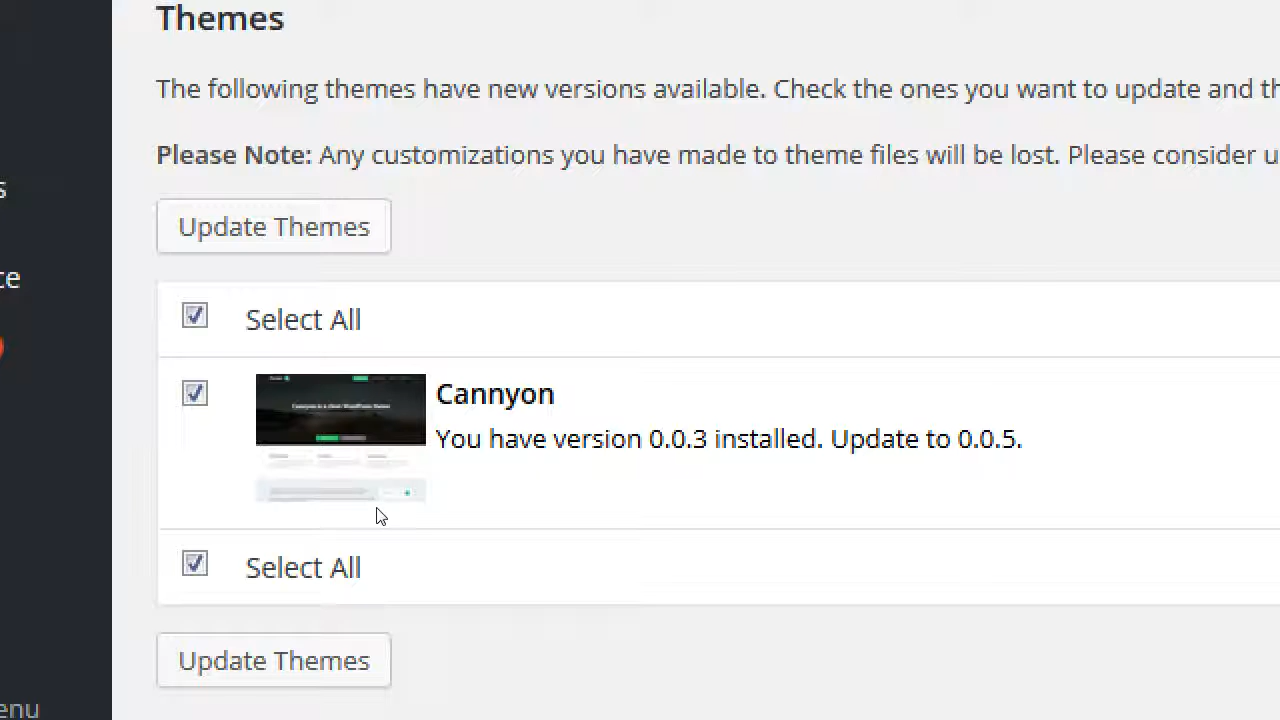 Themes
The following themes have new versions available. Check the ones you want to update and th
Please Note: Any customizations you have made to theme files will be lost. Please consider u
s
Update Themes
ce
Select All
Cannyon
You have version 0.0.3 installed. Update to 0.0.5.
Select All
Update Themes
enu